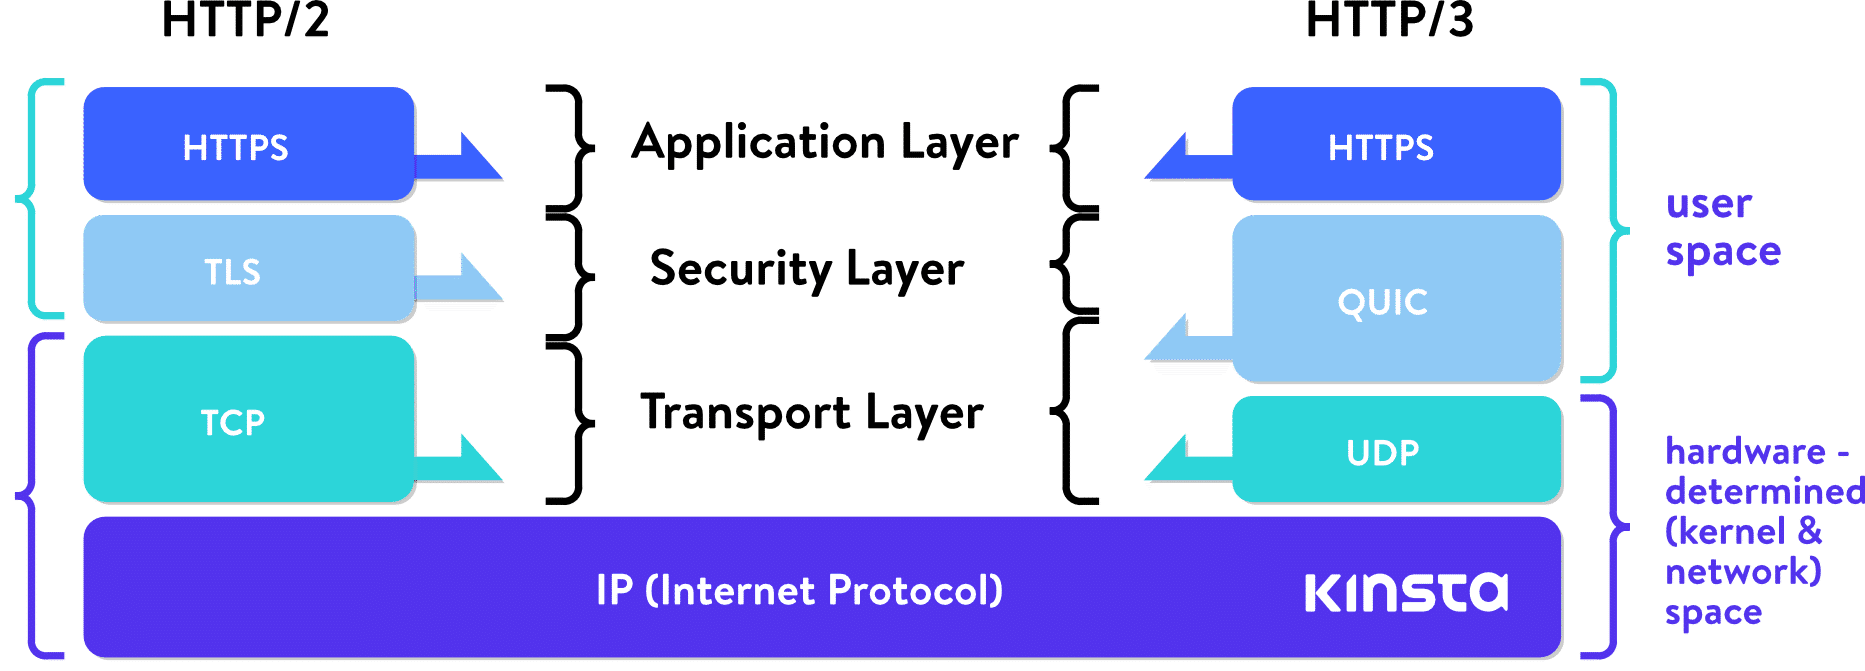 HTTP/2
HTTP/3
HTTPS
Application Layer
HTTPS
user
space
TLS
Security Layer
QUIC
TCP
Transport Layer
UDP
hardware -
determined
(kernel &
network)
space
IP (Internet Protocol)
KINSTA